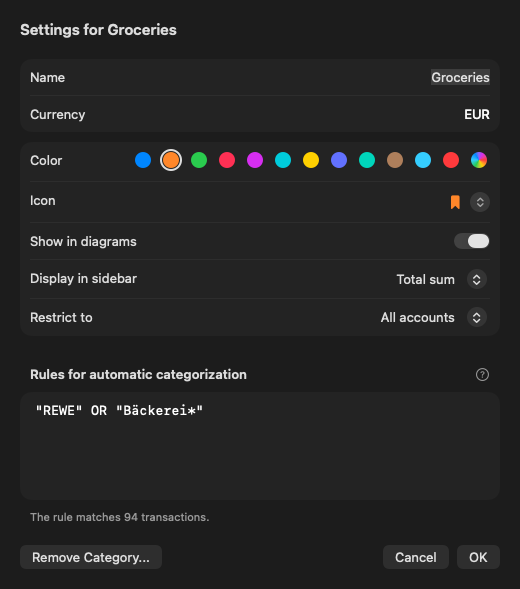 Settings for Groceries
Name Groceries
Currency EUR
Color
Icon
Show in diagrams
Display in sidebar Total sum
Restrict to All accounts
Rules for automatic categorization ?
"REWE" OR "Bäckerei*"
The rule matches 94 transactions.
Remove Category... Cancel OK